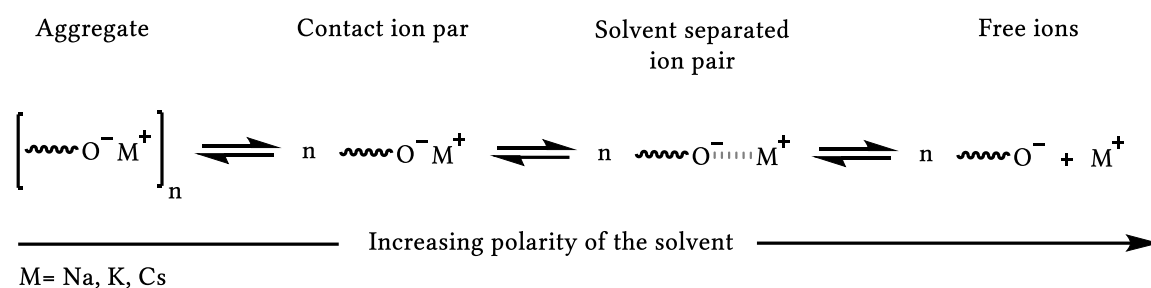 Aggregate
Contact ion par
Solvent separated
ion pair
Free ions
[ O⁻ M⁺ ]n
n O⁻ M⁺
n O⁻ M⁺
n O⁻ + M⁺
Increasing polarity of the solvent
M= Na, K, Cs